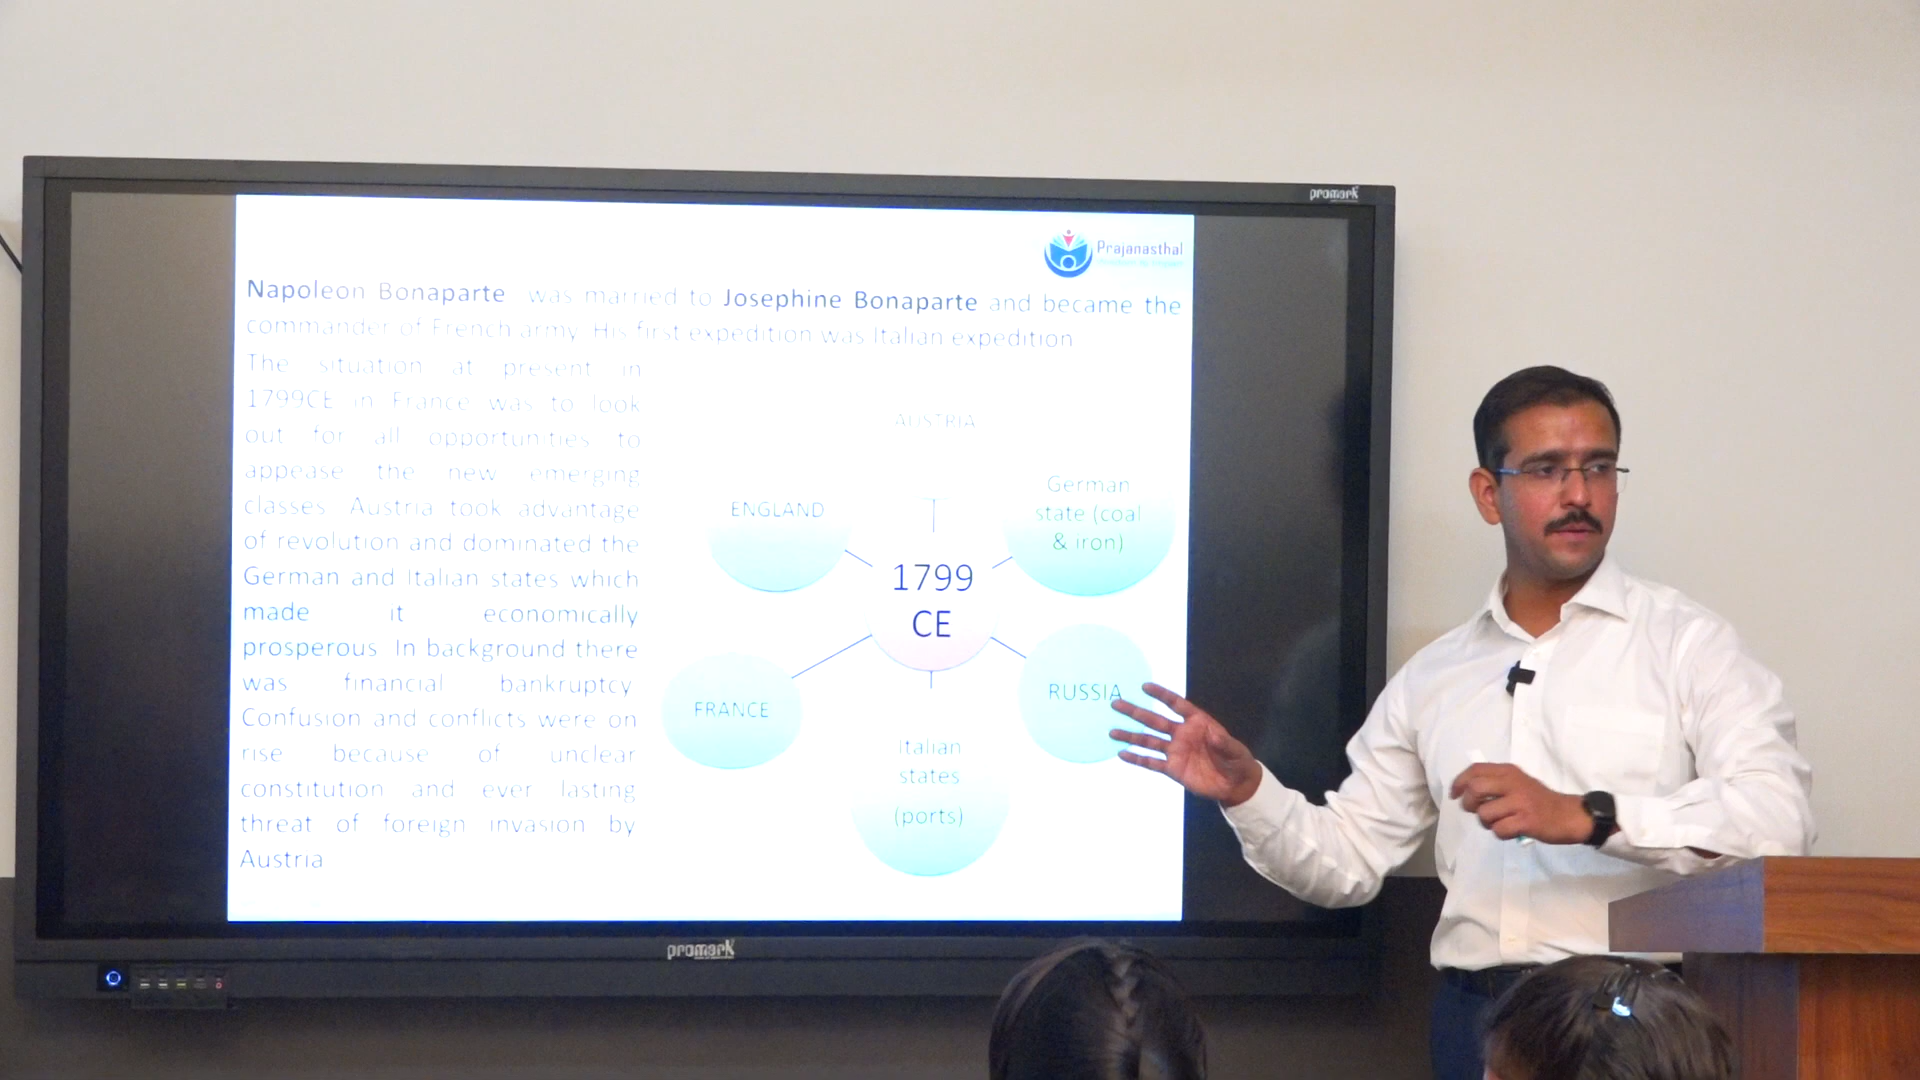 promark
Prajanasthal
Napoleon Bonaparte was married to Josephine Bonaparte and became the
commander of French army. His first expedition was Italian expedition
The situation at present in
1799CE in France was to look
out for all opportunities to
appease the new emerging
classes. Austria took advantage
of revolution and dominated the
German and Italian states which
made it economically
prosperous. In background there
was financial bankruptcy
Confusion and conflicts were on
rise because of unclear
constitution and ever lasting
threat of foreign invasion by
Austria
AUSTRIA
ENGLAND
German
state (coal
& iron)
1799
CE
FRANCE
RUSSIA
Italian
states
(ports)
promark